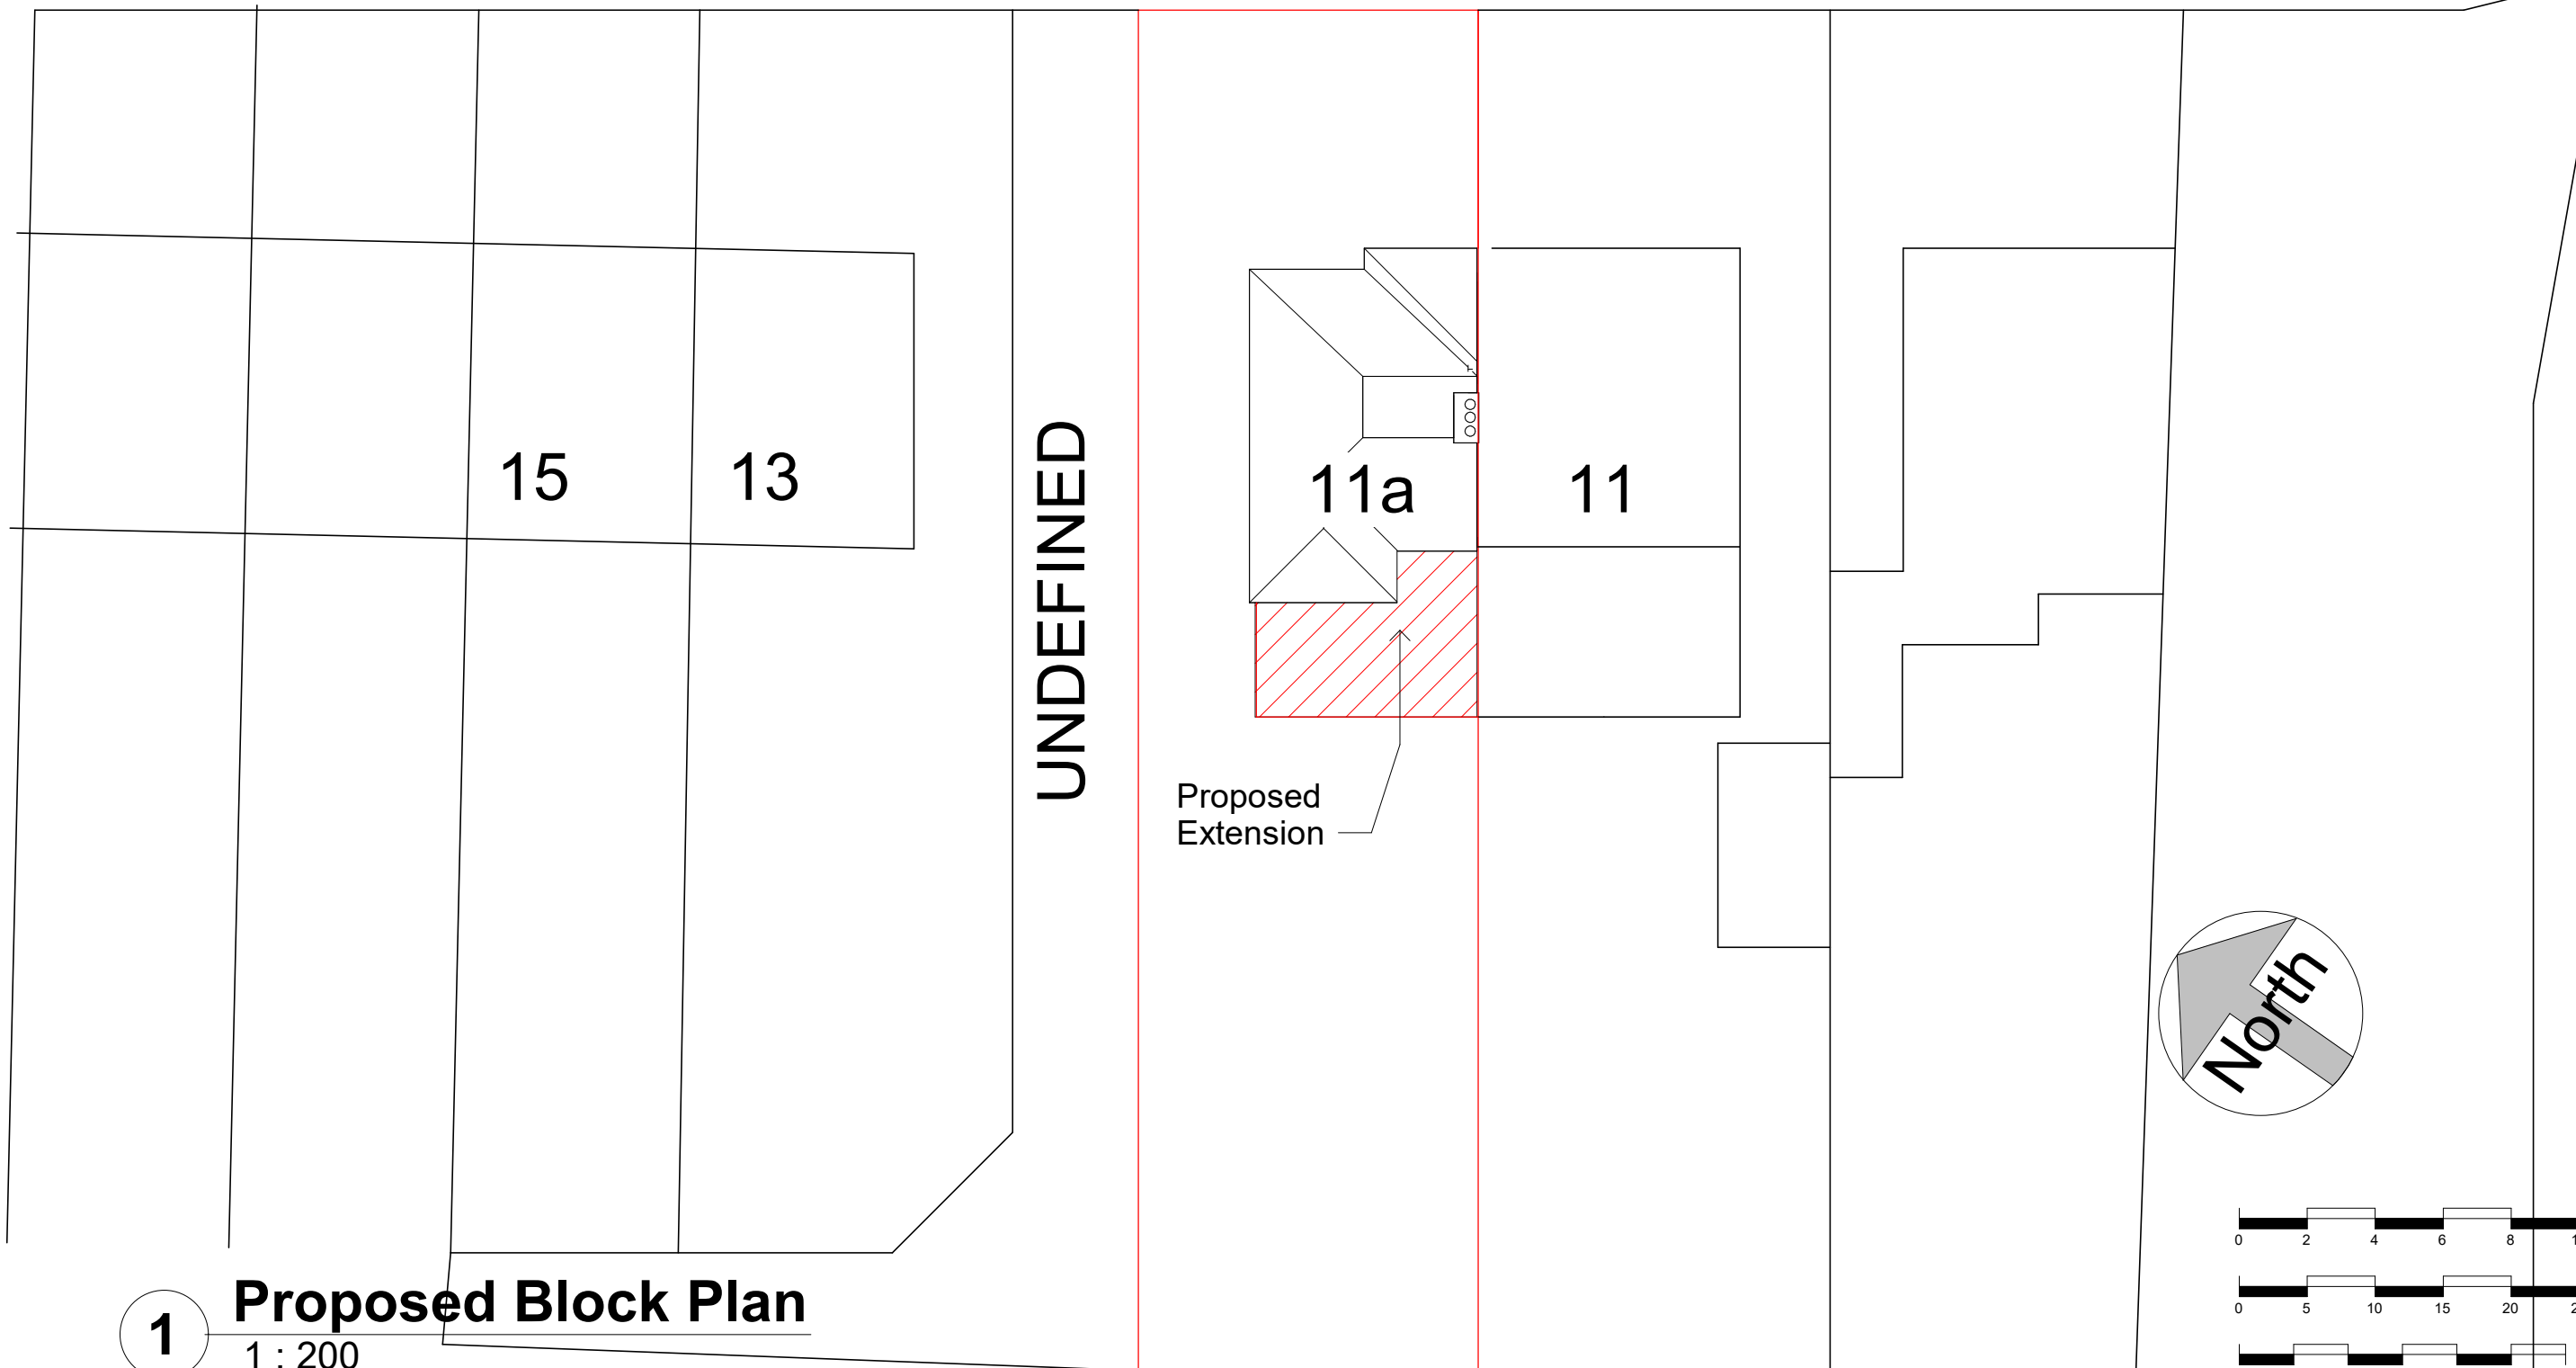 15
13
UNDEFINED
11a
11
Proposed
Extension
North
0 2 4 6 8
0 5 10 15 20
1
Proposed Block Plan
1 : 200